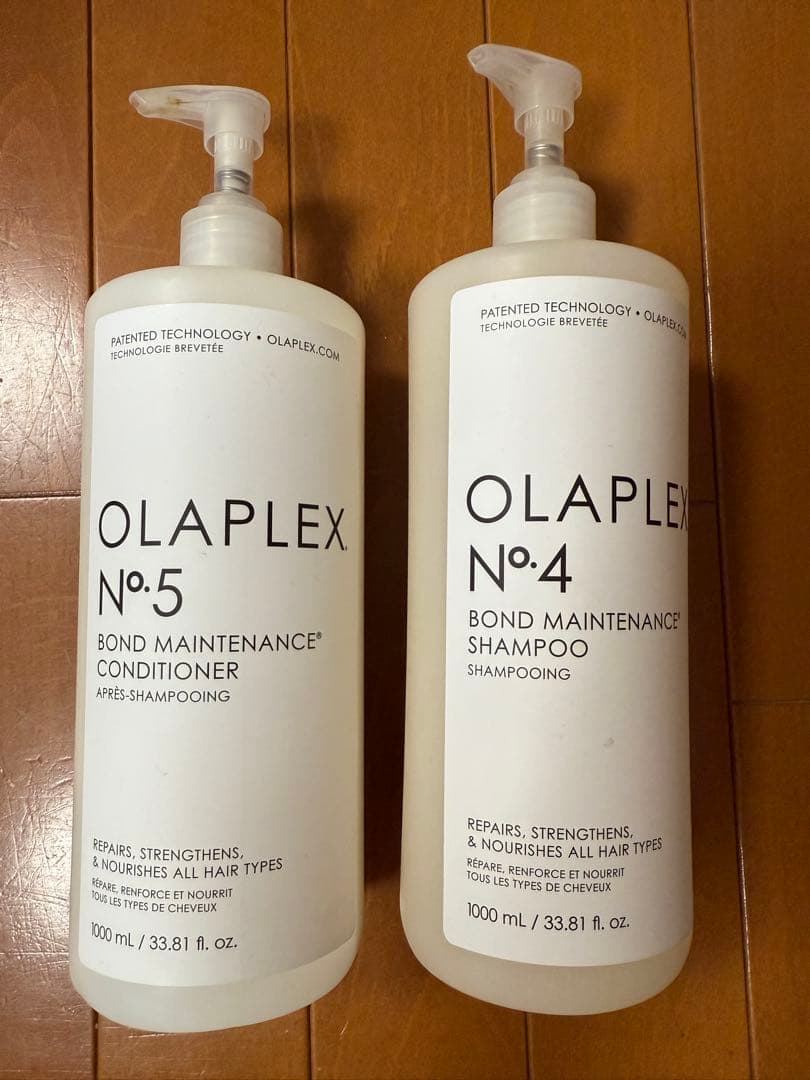 PATENTED TECHNOLOGY • OLAPLEX.COM
TECHNOLOGIE BREVETÉE
OLAPLEX.
Nº.5
BOND MAINTENANCE®
CONDITIONER
APRÈS-SHAMPOOING
REPAIRS, STRENGTHENS,
& NOURISHES ALL HAIR TYPES
RÉPARE, RENFORCE ET NOURRIT
TOUS LES TYPES DE CHEVEUX
1000 mL / 33.81 fl. oz.
PATENTED TECHNOLOGY • OLAPLEX.COM
TECHNOLOGIE BREVETÉE
OLAPLEX
Nº.4
BOND MAINTENANCE®
SHAMPOO
SHAMPOOING
REPAIRS, STRENGTHENS,
& NOURISHES ALL HAIR TYPES
RÉPARE, RENFORCE ET NOURRIT
TOUS LES TYPES DE CHEVEUX
1000 mL / 33.81 fl. oz.